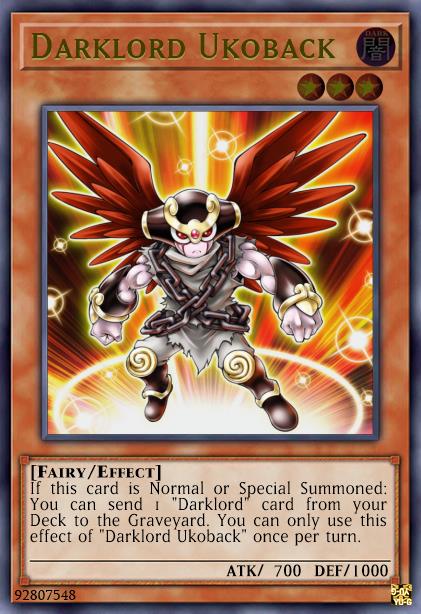 Darklord Ukoback
DARK
闇
[Fairy/Effect]
If this card is Normal or Special Summoned:
You can send 1 "Darklord" card from your
Deck to the Graveyard. You can only use this
effect of "Darklord Ukoback" once per turn.
ATK/ 700 DEF/1000
92807548